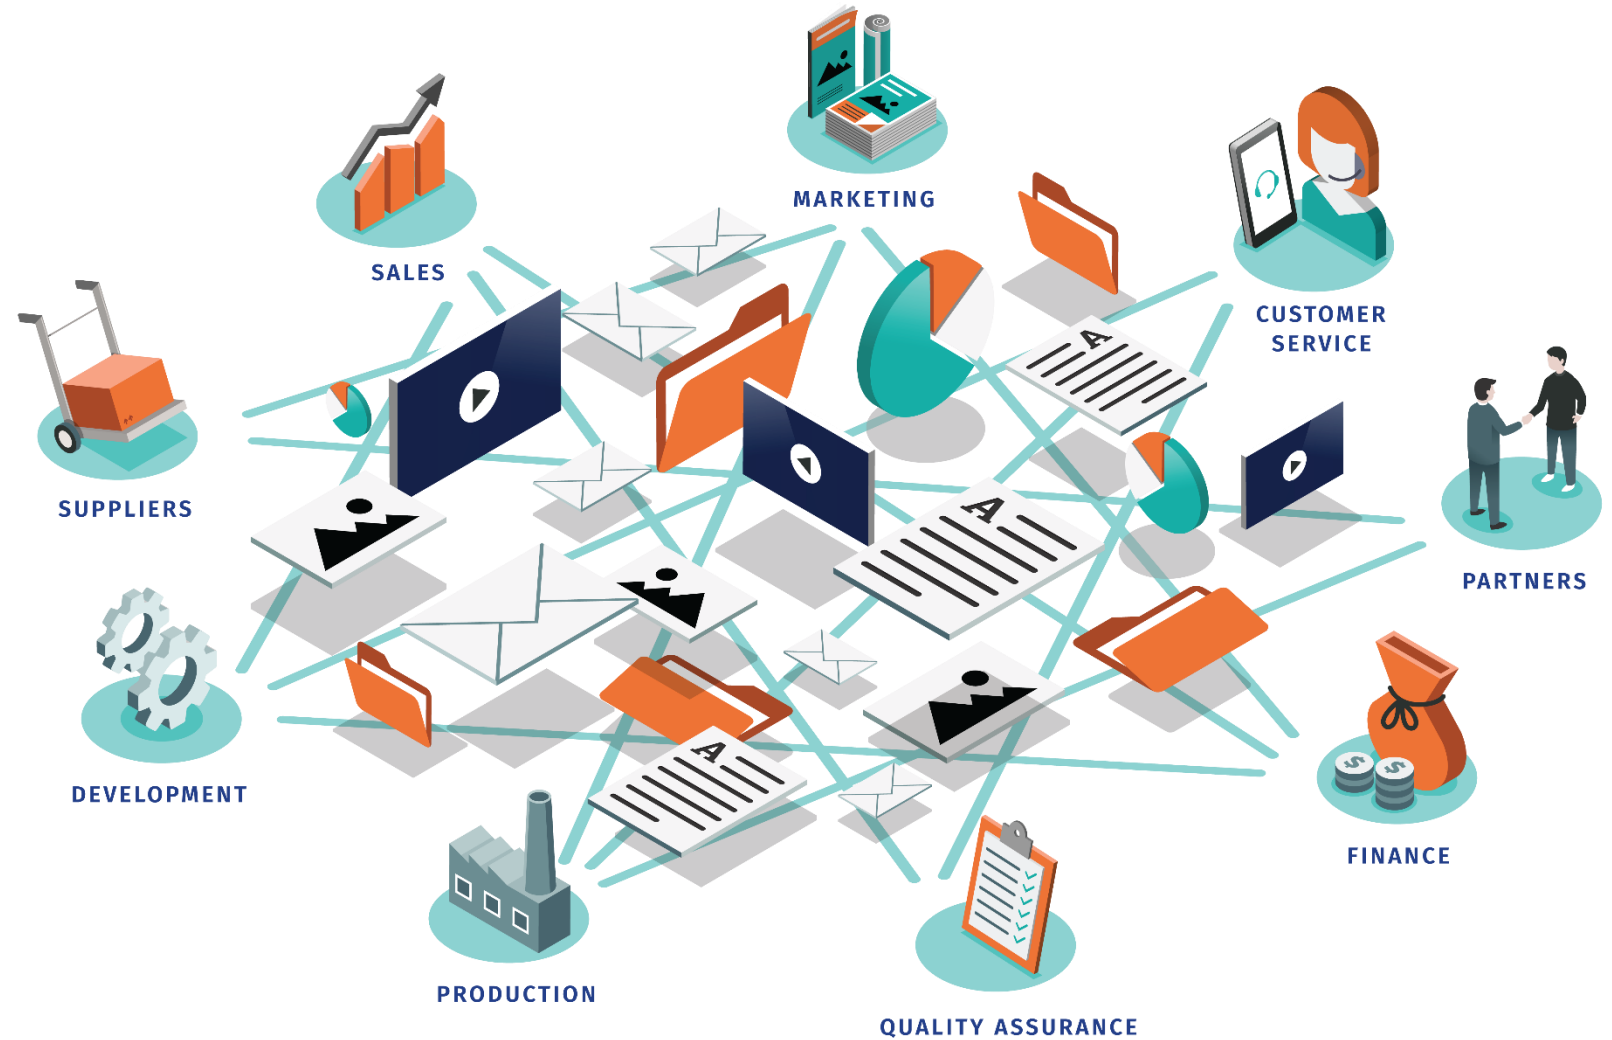 MARKETING
SALES
CUSTOMER
SERVICE
SUPPLIERS
A
PARTNERS
A
DEVELOPMENT
A
$
$
FINANCE
PRODUCTION
QUALITY ASSURANCE